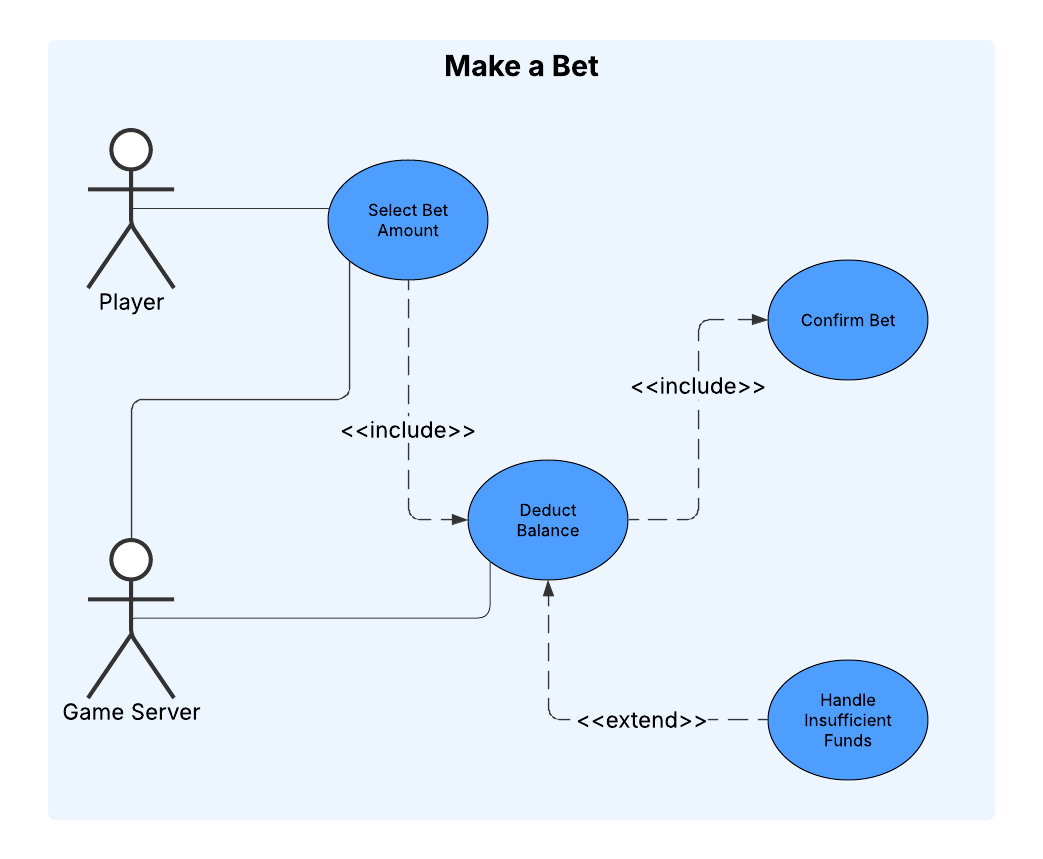 Make a Bet
Select Bet
Amount
Player
Confirm Bet
<<include>>
<<include>>
Deduct
Balance
Game Server
Handle
Insufficient
Funds
<<extend>>